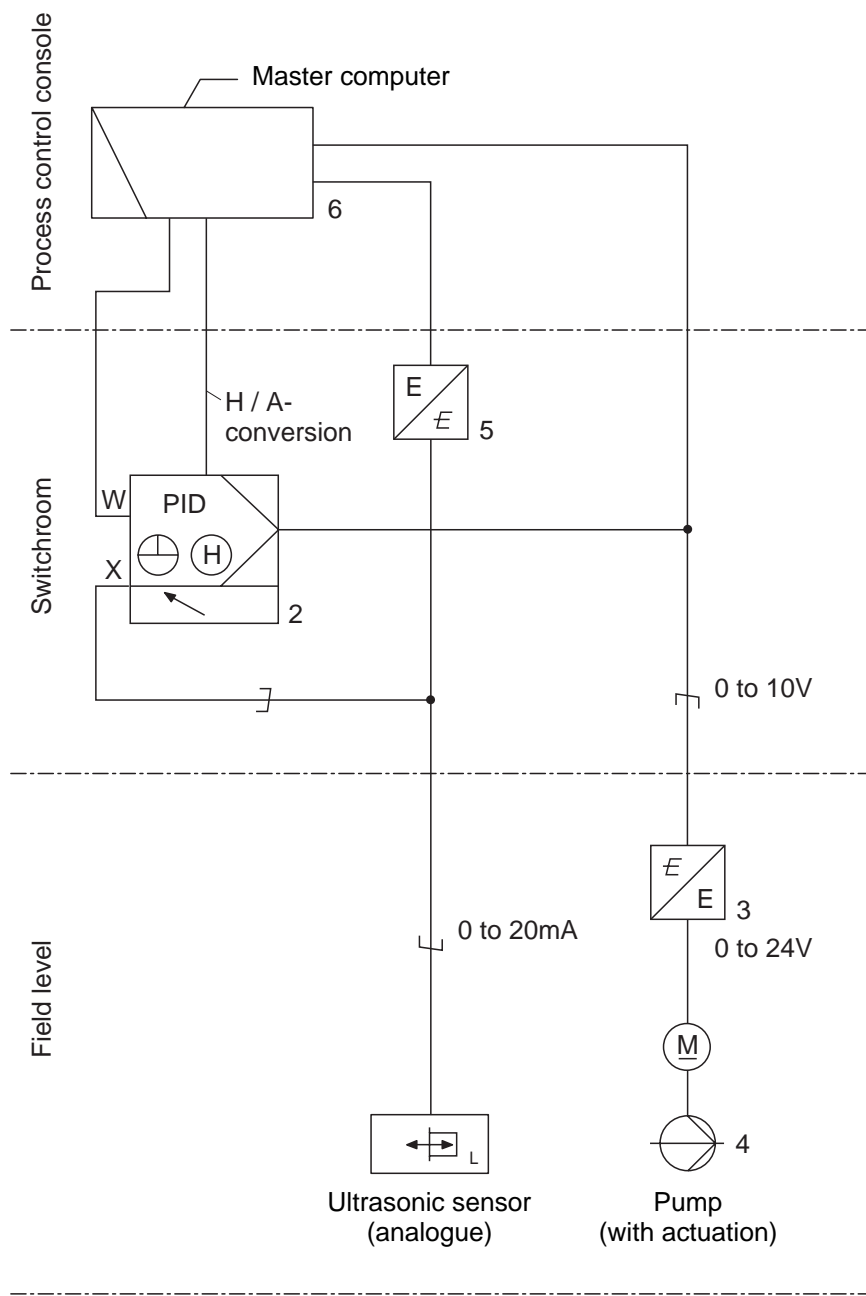 Process control console
Master computer
6
H / A-
conversion
E
E
5
W
PID
X
H
2
Switchroom
0 to 10V
E
E
3
0 to 24V
0 to 20mA
Field level
M
L
4
Ultrasonic sensor
(analogue)
Pump
(with actuation)